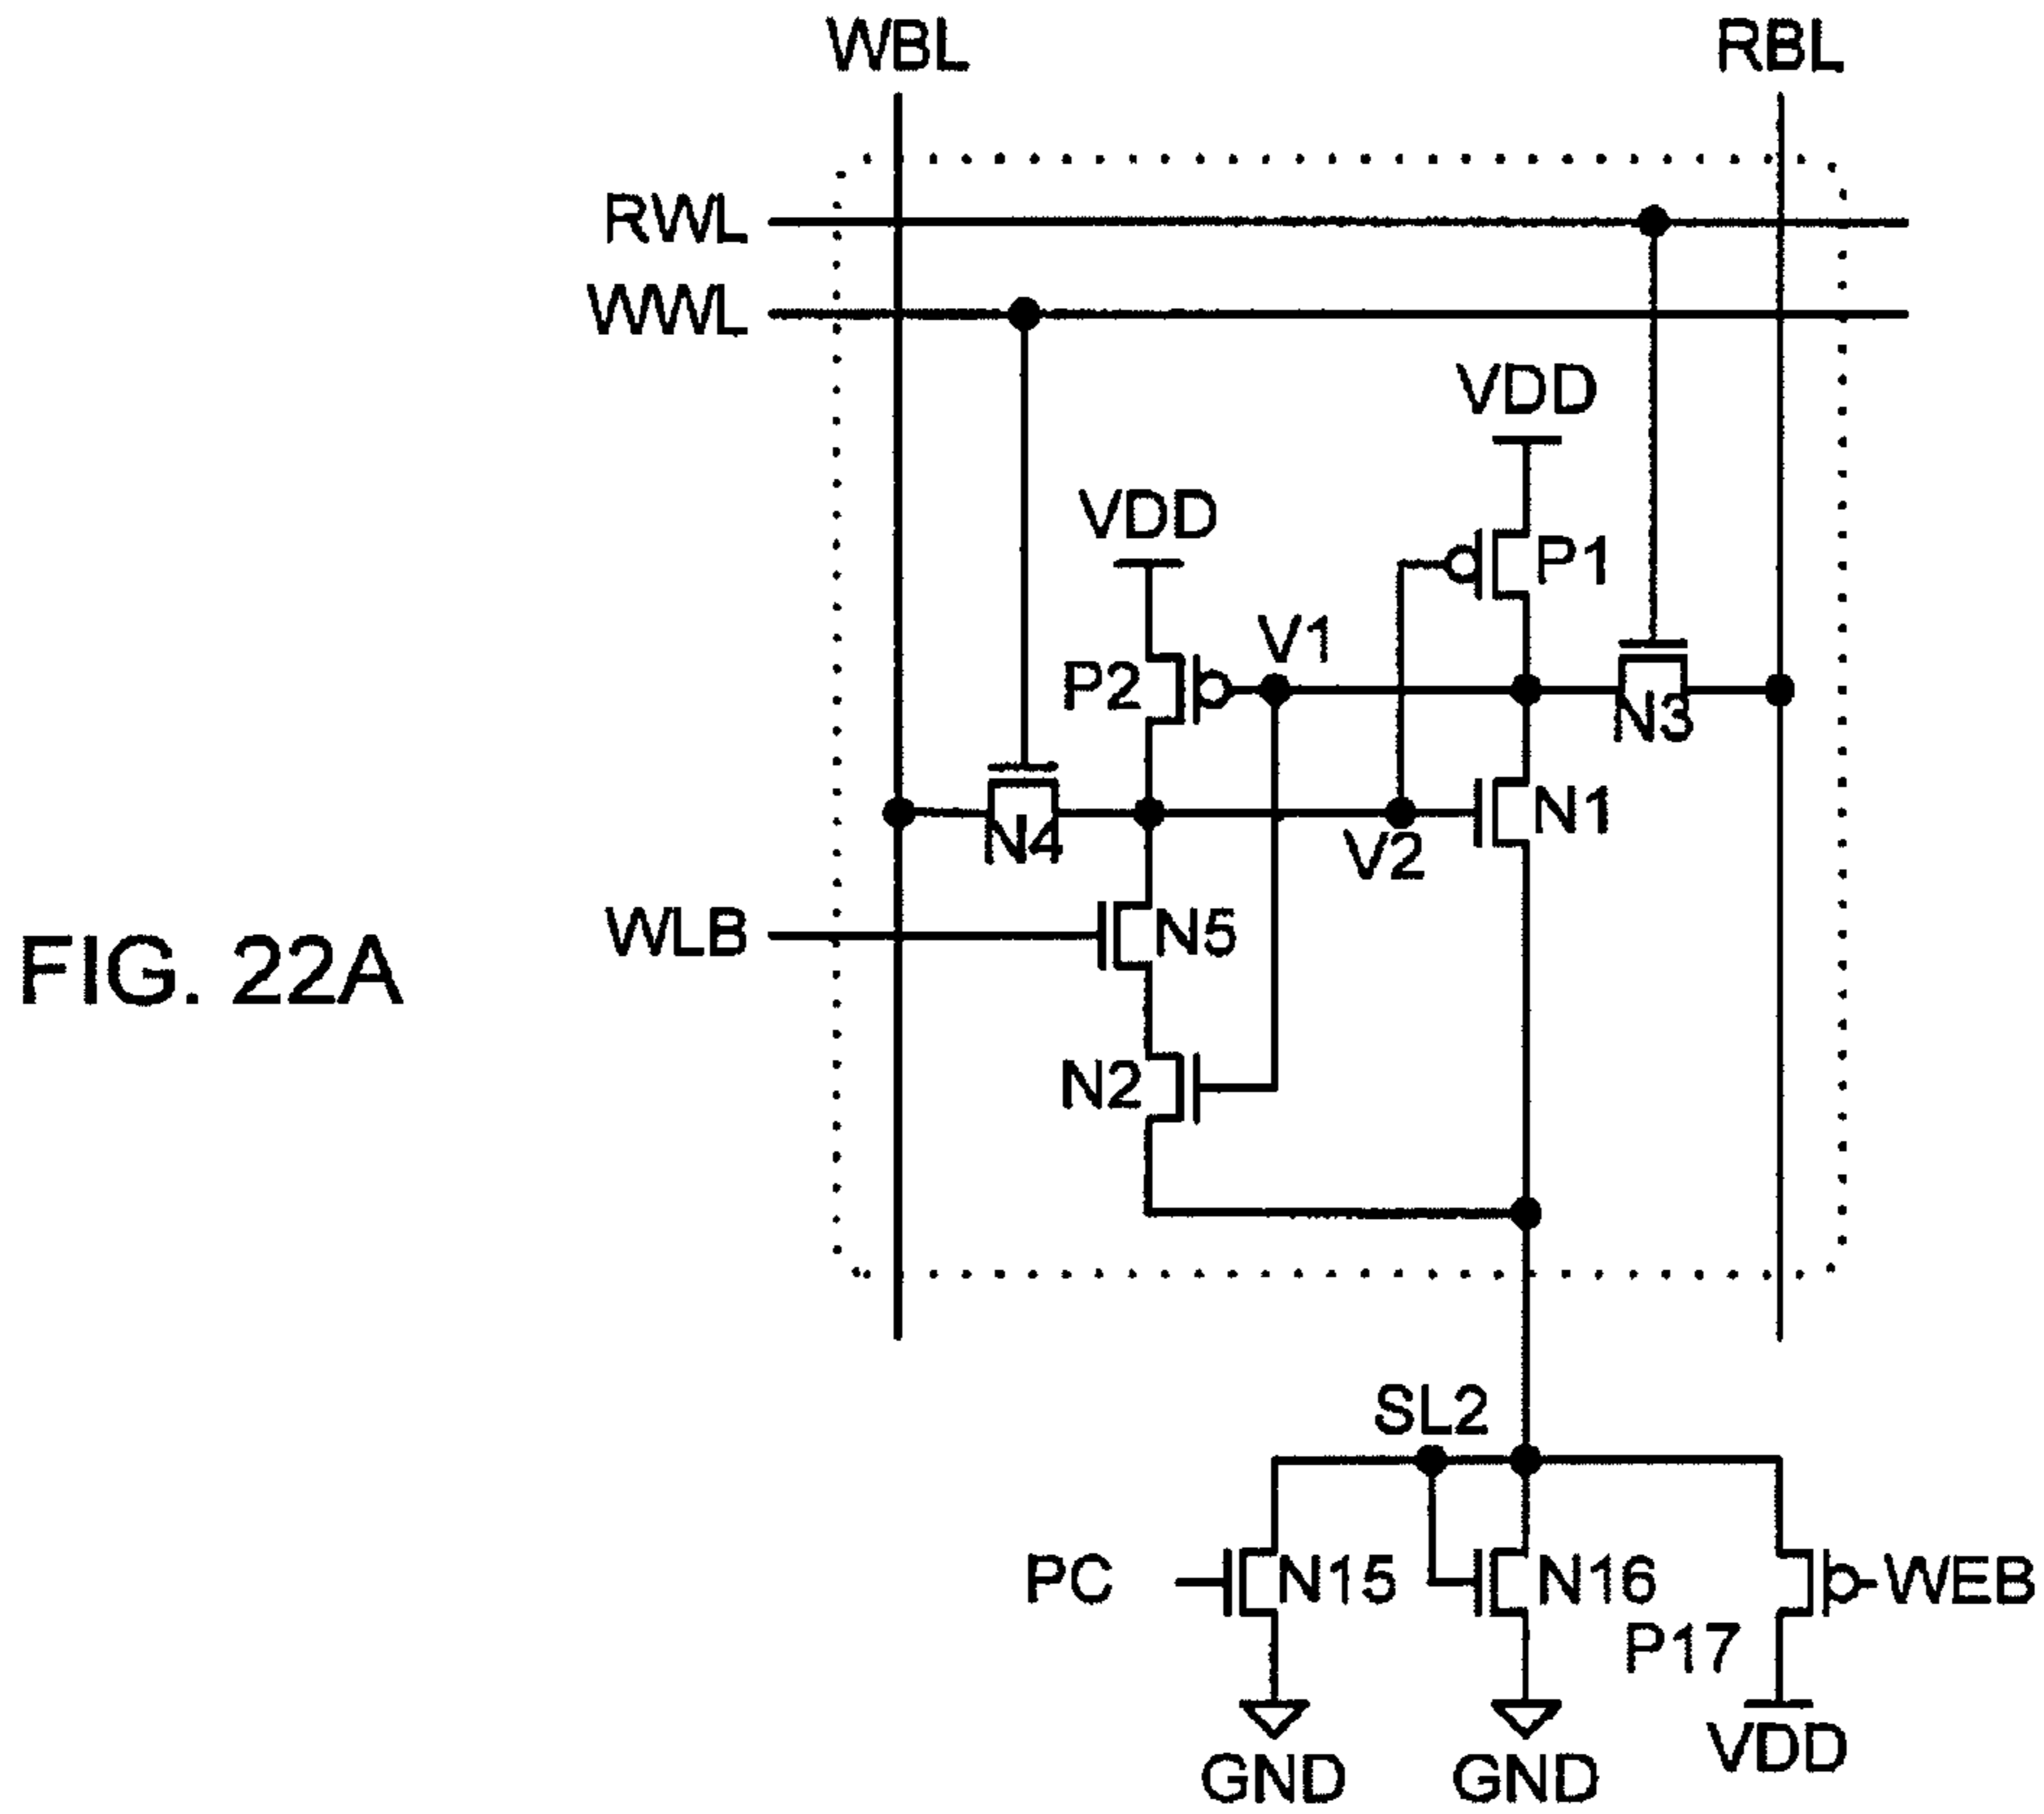 WBL RBL
RWL
WWL
VDD
VDD
P1
V1
P2
N3
N1
N4
V2
WLB N5
FIG. 22A
N2
SL2
PC N15 N16 WEB
P17
VDD
GND GND